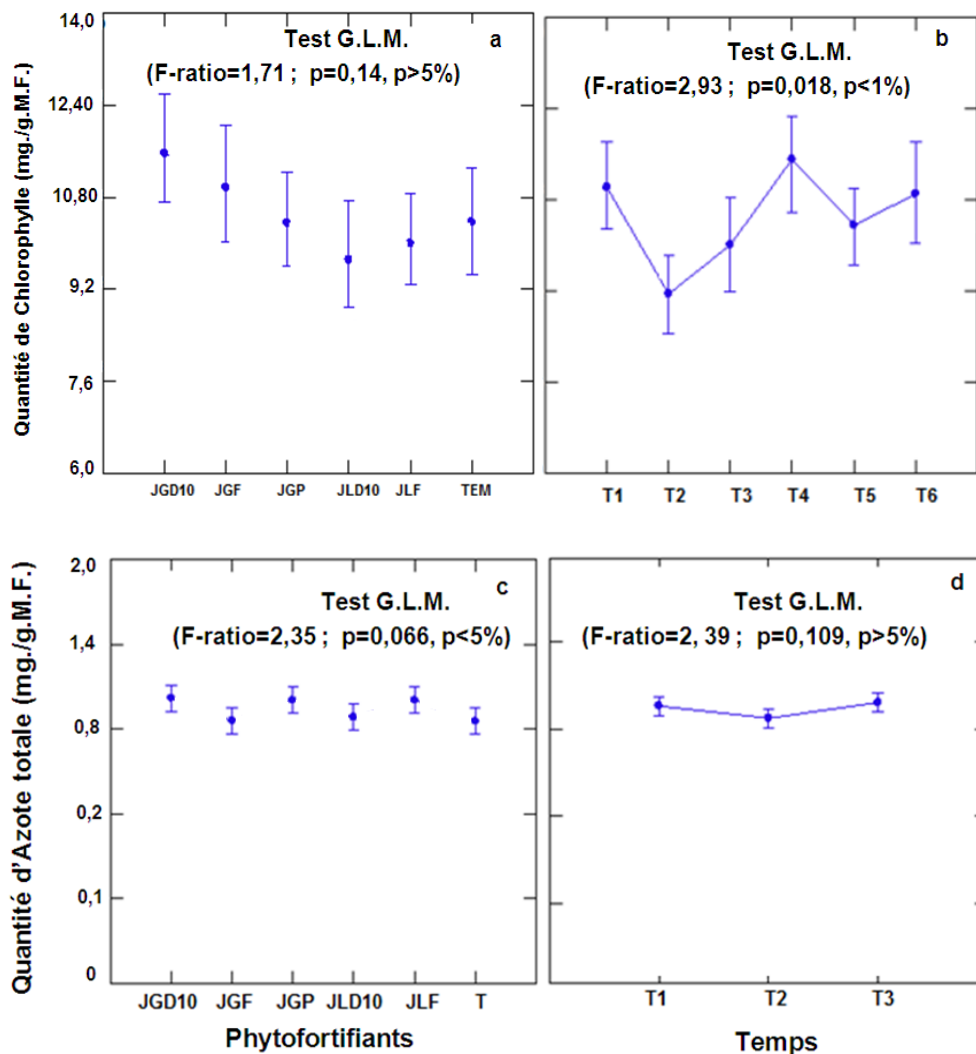 Quantité de Chlorophylle (mg./g.M.F.)
14,0
12,40
10,80
9,2
7,6
6,0
Test G.L.M.
a
(F-ratio=1,71 ; p=0,14, p>5%)
JGD10 JGF JGP JLD10 JLF TEM
b
Test G.L.M.
(F-ratio=2,93 ; p=0,018, p<1%)
T1 T2 T3 T4 T5 T6
Quantité d'Azote totale (mg./g.M.F.)
2,0
1,4
0,8
0,2
0,1
0
c
Test G.L.M.
(F-ratio=2,35 ; p=0,066, p<5%)
JGD10 JGF JGP JLD10 JLF T
Phytofortifiants
d
Test G.L.M.
(F-ratio=2, 39 ; p=0,109, p>5%)
T1 T2 T3
Temps